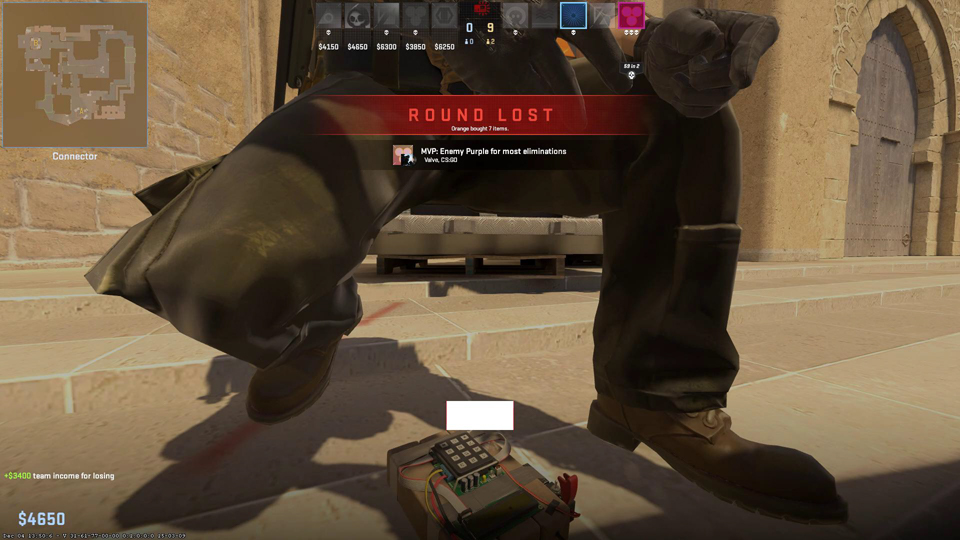 0 9
0 2
$4150 $4650 $6300 $3850 $6250
59 in 2
ROUND LOST
Orange bought 7 items.
MVP: Enemy Purple for most eliminations
Valve, CS:GO
Connector
+$3400 team income for losing
$4650